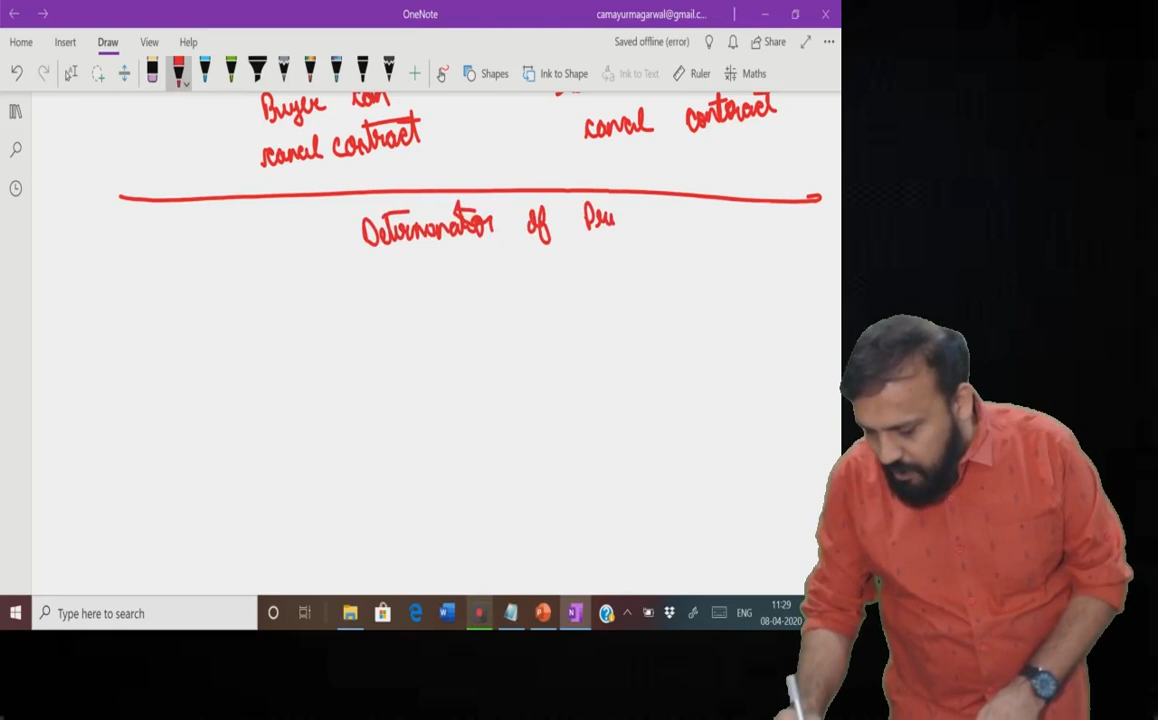 OneNote
camayurmagarwal@gmail.c...
Home Insert Draw View Help
Saved offline (error) Share
Shapes Ink to Shape Ink to Text Ruler Maths
Buyer can
cancel contract
cancel contract
Determination of
Type here to search
ENG
11:29
08-04-2020